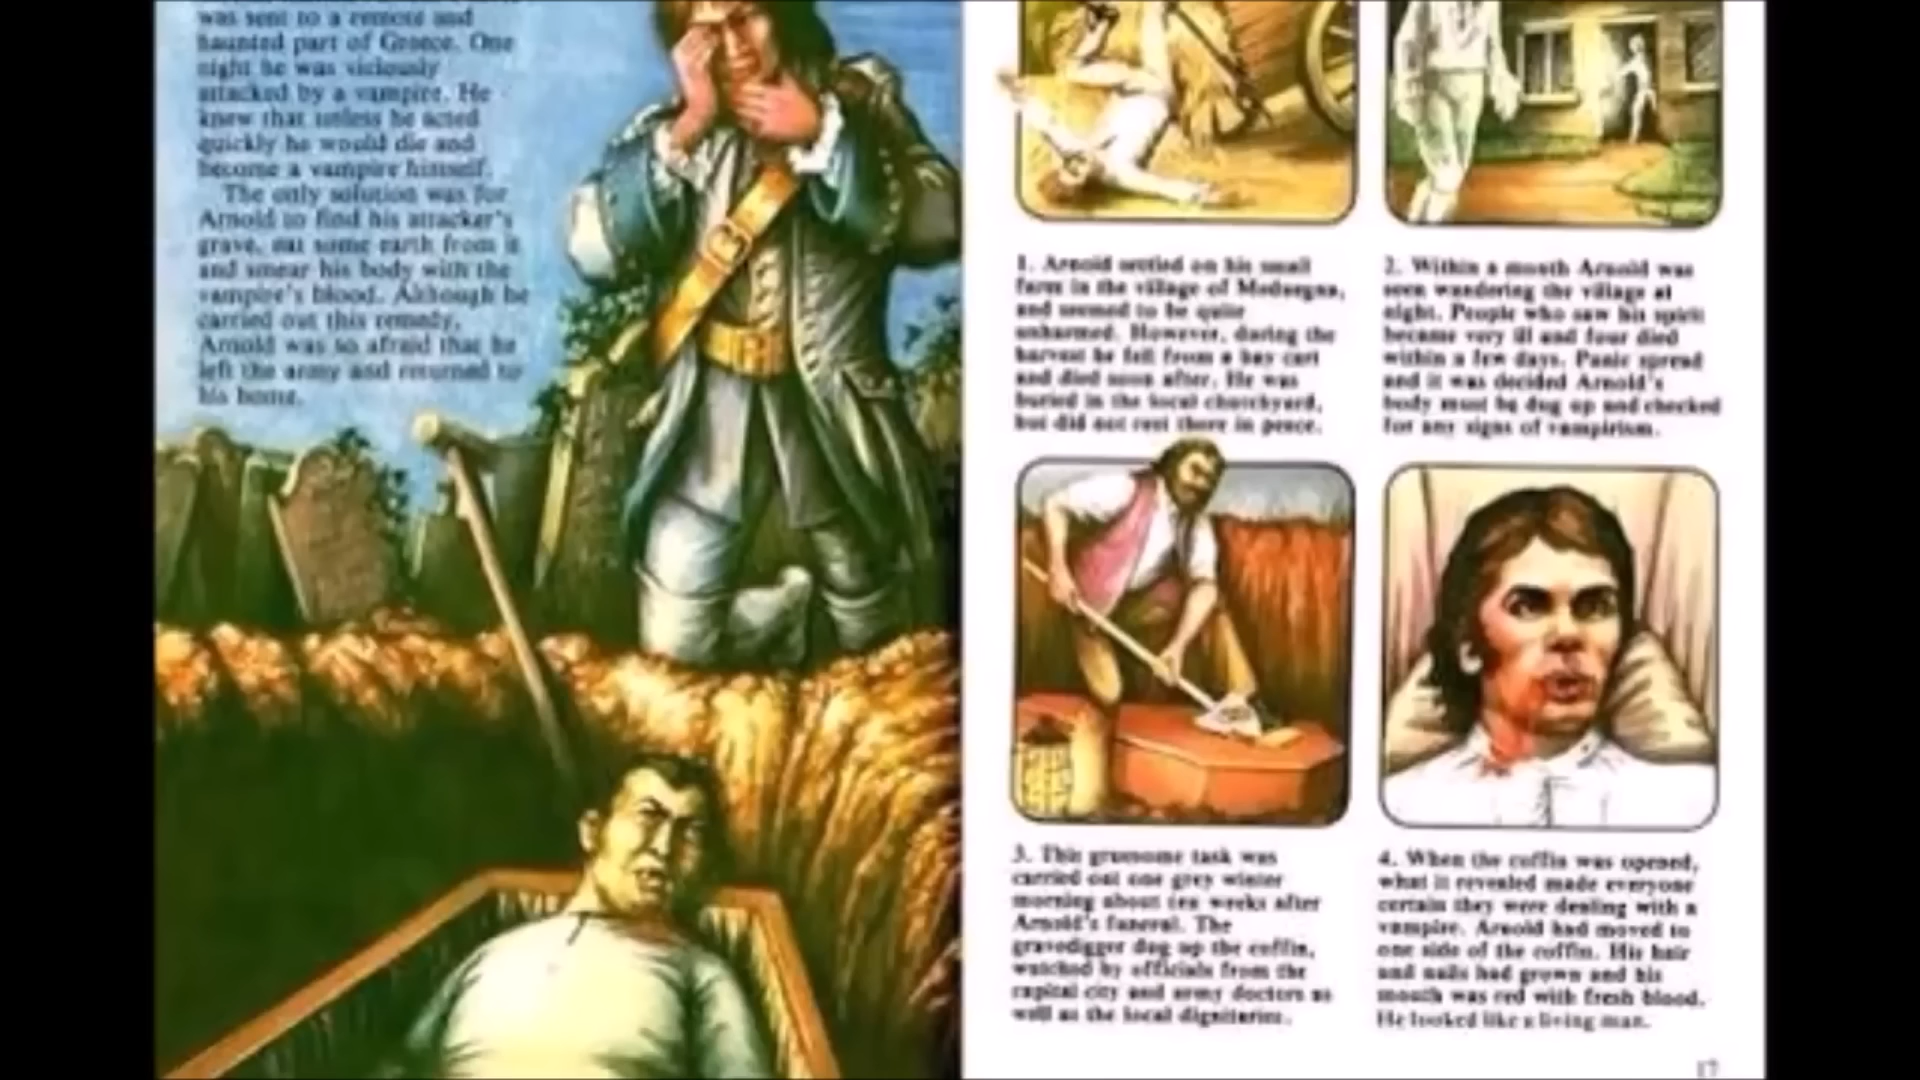 was sent to a remote and
haunted part of Greece. One
night he was viciously
attacked by a vampire. He
knew that unless he acted
quickly he would die and
become a vampire himself.
The only solution was for
Arnold to find his attacker's
grave, eat some earth from it
and smear his body with the
vampire's blood. Although he
carried out this remedy,
Arnold was so afraid that he
left the army and returned to
his home.
1. Arnold settled on his small
farm in the village of Meduegna,
and seemed to be quite
unharmed. However, during the
harvest he fell from a hay cart
and died soon after. He was
buried in the local churchyard,
but did not rest there in peace.
2. Within a month Arnold was
seen wandering the village at
night. People who saw his spirit
became very ill and four died
within a few days. Panic spread
and it was decided Arnold's
body must be dug up and checked
for any signs of vampirism.
3. This gruesome task was
carried out one grey winter
morning about ten weeks after
Arnold's funeral. The
gravedigger dug up the coffin,
watched by officials from the
capital city and army doctors as
well as the local dignitaries.
4. When the coffin was opened,
what it revealed made everyone
certain they were dealing with a
vampire. Arnold had moved to
one side of the coffin. His hair
and nails had grown and his
mouth was red with fresh blood.
He looked like a living man.
17